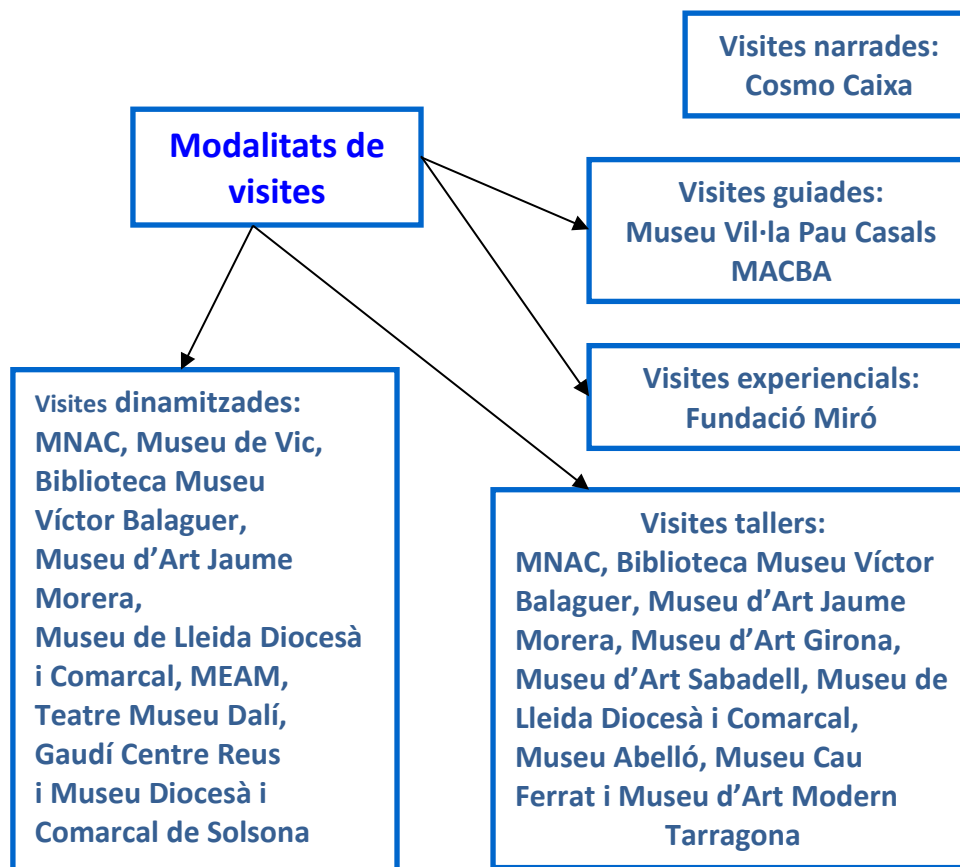 Visites narrades:
Cosmo Caixa
Modalitats de
visites
Visites guiades:
Museu Vil·la Pau Casals
MACBA
Visites experiencials:
Fundació Miró
Visites dinamitzades:
MNAC, Museu de Vic,
Biblioteca Museu
Víctor Balaguer,
Museu d’Art Jaume
Morera,
Museu de Lleida Diocesà
i Comarcal, MEAM,
Teatre Museu Dalí,
Gaudí Centre Reus
i Museu Diocesà i
Comarcal de Solsona
Visites tallers:
MNAC, Biblioteca Museu Víctor
Balaguer, Museu d’Art Jaume
Morera, Museu d’Art Girona,
Museu d’Art Sabadell, Museu de
Lleida Diocesà i Comarcal,
Museu Abelló, Museu Cau
Ferrat i Museu d’Art Modern
Tarragona